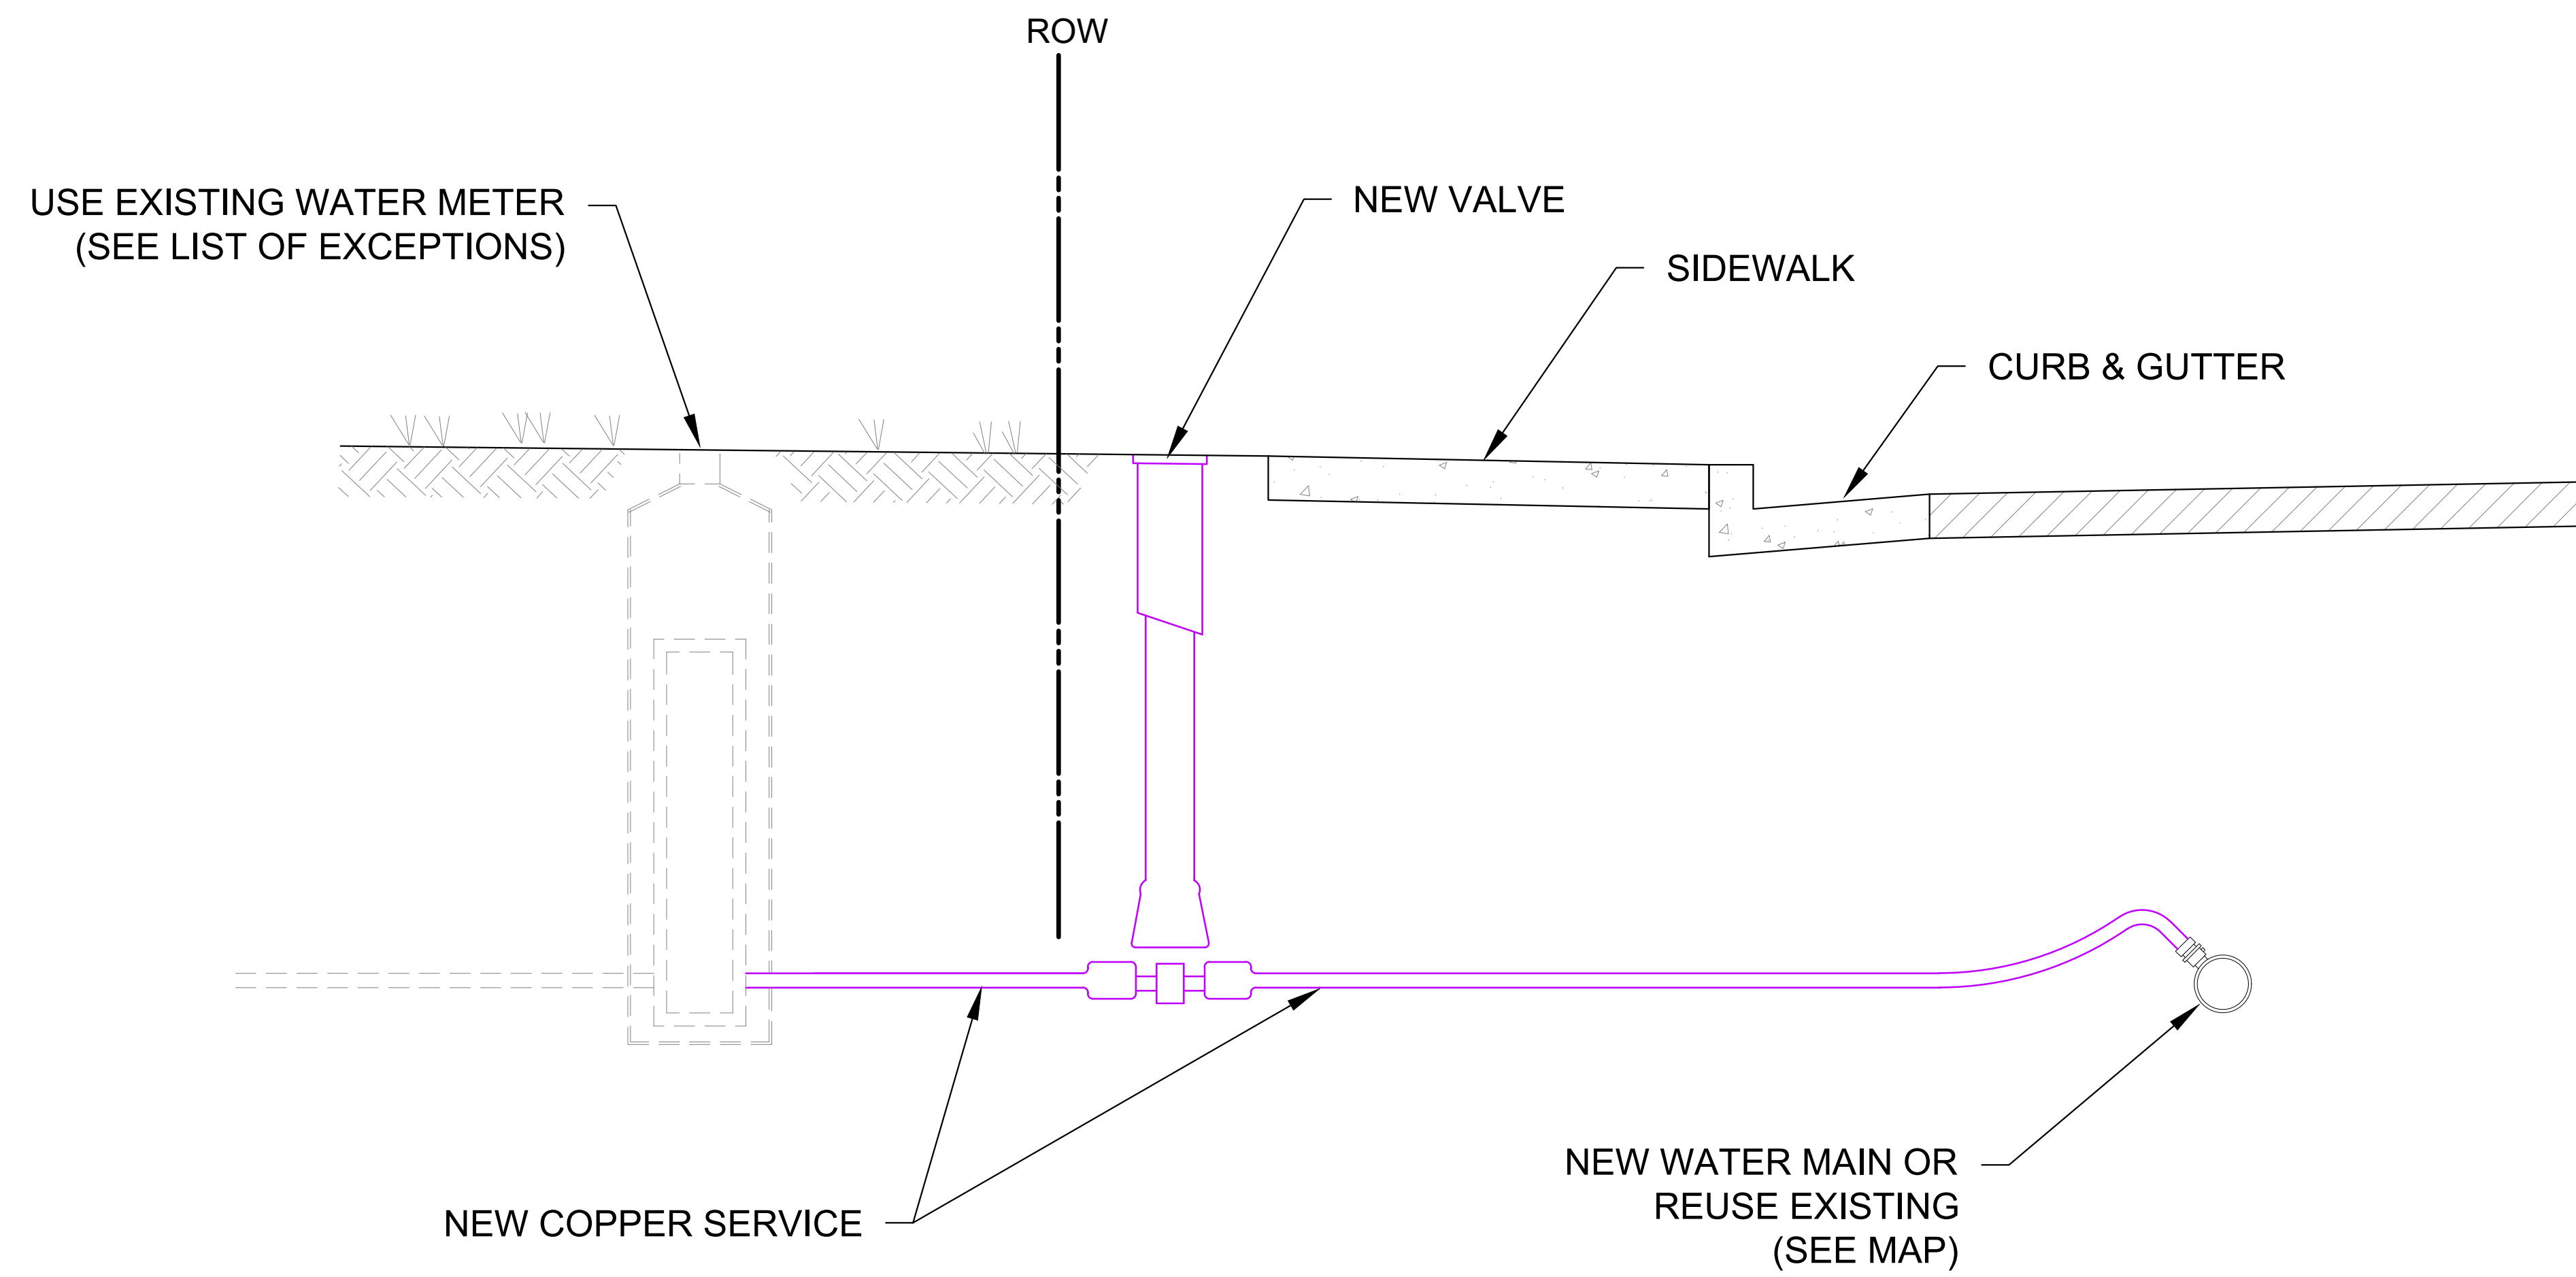 ROW
USE EXISTING WATER METER
(SEE LIST OF EXCEPTIONS)
NEW VALVE
SIDEWALK
CURB & GUTTER
NEW COPPER SERVICE
NEW WATER MAIN OR
REUSE EXISTING
(SEE MAP)